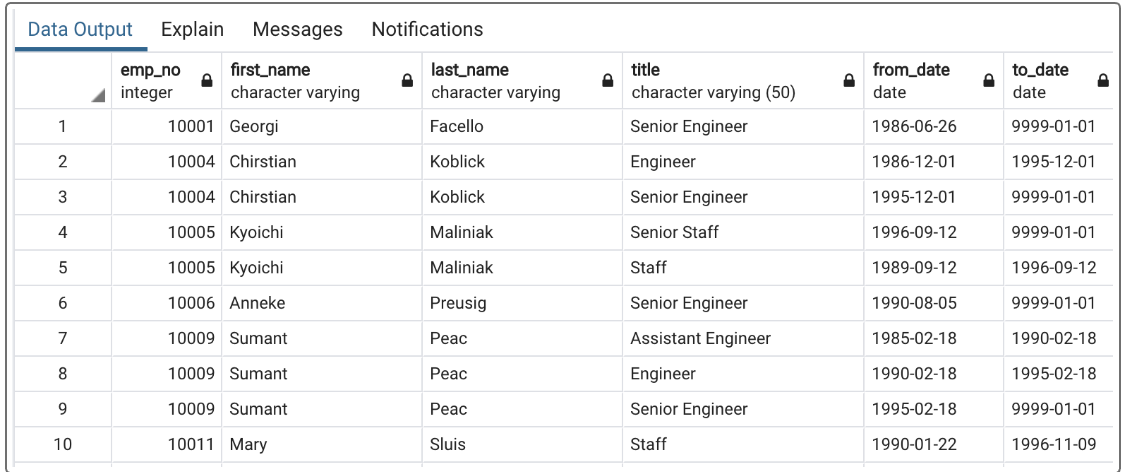 Data Output Explain Messages Notifications
emp_no first_name last_name title from_date to_date
integer character varying character varying character varying (50) date date
1 10001 Georgi Facello Senior Engineer 1986-06-26 9999-01-01
2 10004 Chirstian Koblick Engineer 1986-12-01 1995-12-01
3 10004 Chirstian Koblick Senior Engineer 1995-12-01 9999-01-01
4 10005 Kyoichi Maliniak Senior Staff 1996-09-12 9999-01-01
5 10005 Kyoichi Maliniak Staff 1989-09-12 1996-09-12
6 10006 Anneke Preusig Senior Engineer 1990-08-05 9999-01-01
7 10009 Sumant Peac Assistant Engineer 1985-02-18 1990-02-18
8 10009 Sumant Peac Engineer 1990-02-18 1995-02-18
9 10009 Sumant Peac Senior Engineer 1995-02-18 9999-01-01
10 10011 Mary Sluis Staff 1990-01-22 1996-11-09